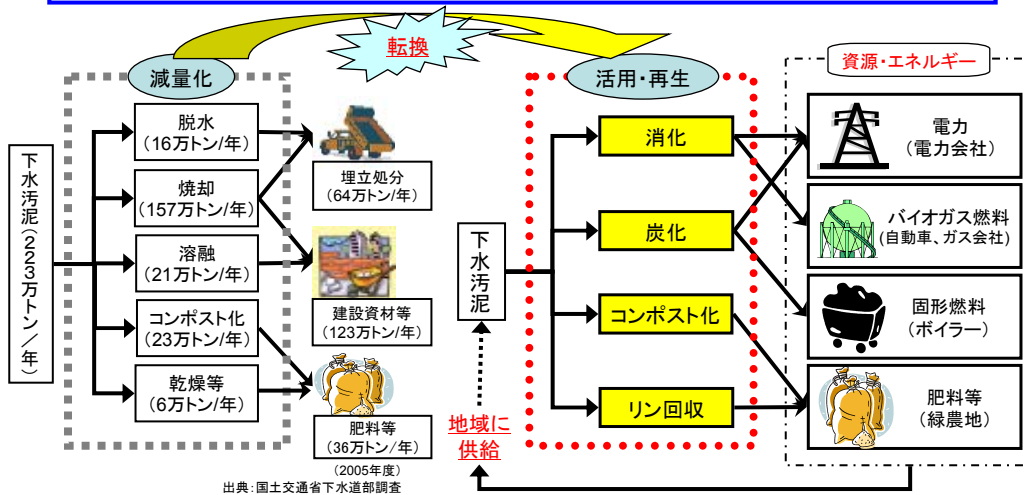 転換
減量化
下水汚泥(223万トン/年)
脱水
(16万トン/年)
焼却
(157万トン/年)
溶融
(21万トン/年)
コンポスト化
(23万トン/年)
乾燥等
(6万トン/年)
埋立処分
(64万トン/年)
建設資材等
(123万トン/年)
肥料等
(36万トン/年)
(2005年度)
出典:国土交通省下水道部調査
活用・再生
下水汚泥
地域に
供給
消化
炭化
コンポスト化
リン回収
資源・エネルギー
電力
(電力会社)
バイオガス燃料
(自動車、ガス会社)
固形燃料
(ボイラー)
肥料等
(緑農地)